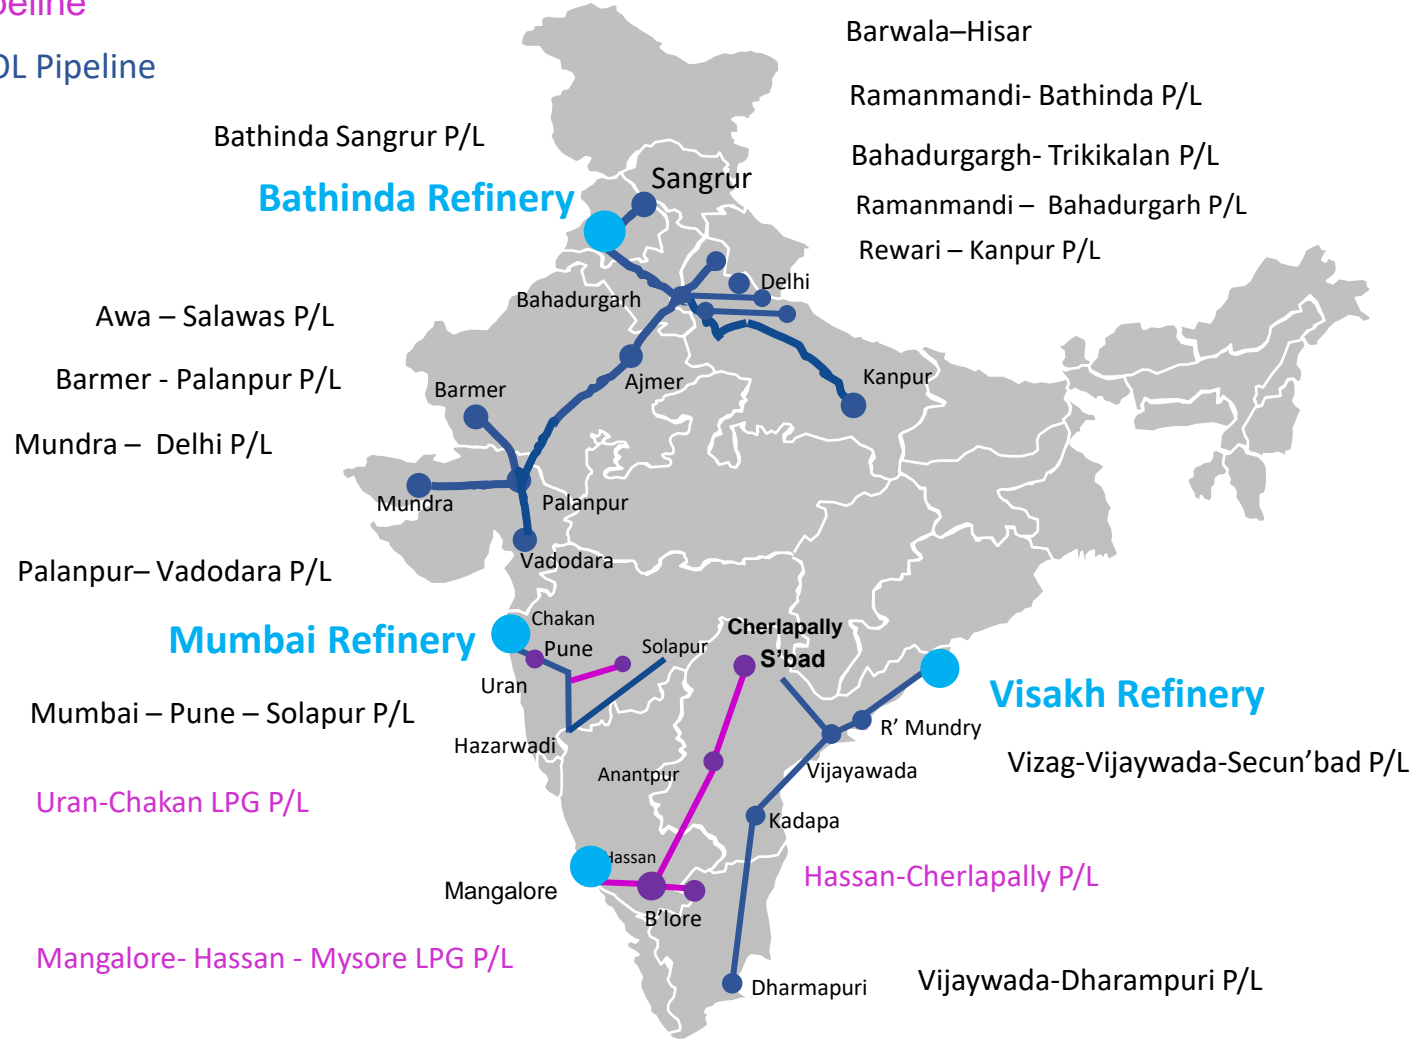 Pipeline
OL Pipeline
Barwala–Hisar
Ramanmandi- Bathinda P/L
Bathinda Sangrur P/L
Bahadurgargh- Trikikalan P/L
Sangrur
Bathinda Refinery
Ramanmandi – Bahadurgarh P/L
Rewari – Kanpur P/L
Delhi
Bahadurgarh
Awa – Salawas P/L
Barmer - Palanpur P/L
Ajmer
Kanpur
Barmer
Mundra – Delhi P/L
Mundra
Palanpur
Vadodara
Palanpur– Vadodara P/L
Chakan
Mumbai Refinery
Pune
Solapur
Cherlapally
S’bad
Uran
Visakh Refinery
Mumbai – Pune – Solapur P/L
R’ Mundry
Hazarwadi
Vijayawada
Vizag-Vijaywada-Secun’bad P/L
Anantpur
Uran-Chakan LPG P/L
Kadapa
Hassan
Hassan-Cherlapally P/L
Mangalore
B’lore
Mangalore- Hassan - Mysore LPG P/L
Dharmapuri
Vijaywada-Dharampuri P/L